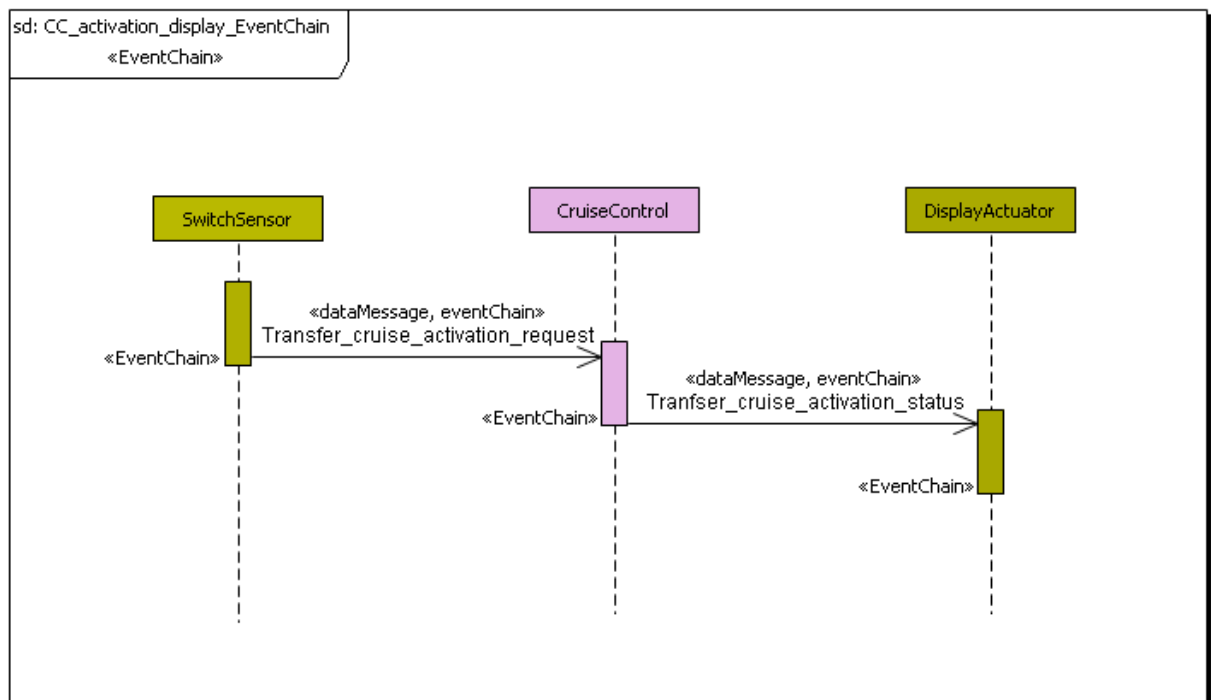 sd: CC_activation_display_EventChain
«EventChain»
SwitchSensor
CruiseControl
DisplayActuator
«dataMessage, eventChain»
Transfer_cruise_activation_request
«EventChain»
«dataMessage, eventChain»
Tranfser_cruise_activation_status
«EventChain»
«EventChain»